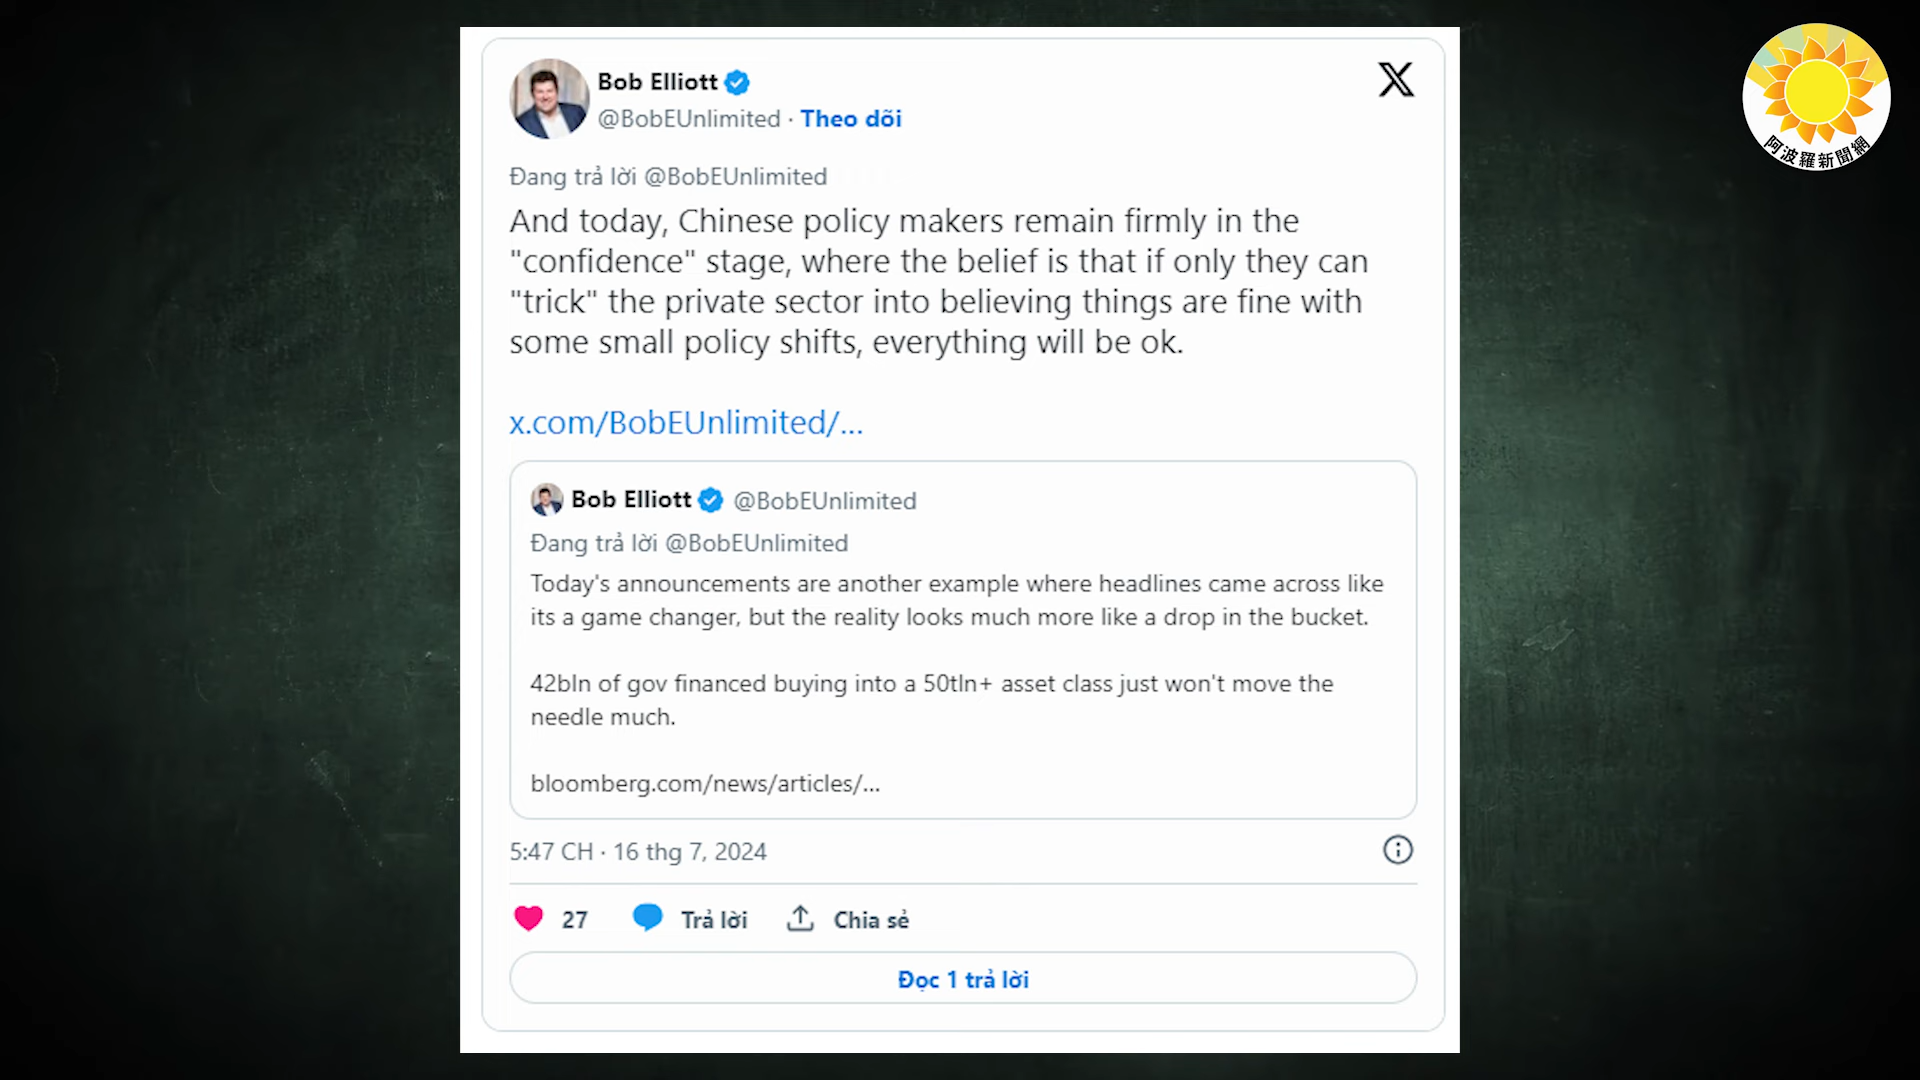 Bob Elliott
@BobEUnlimited · Theo dõi
Đang trả lời @BobEUnlimited
And today, Chinese policy makers remain firmly in the
"confidence" stage, where the belief is that if only they can
"trick" the private sector into believing things are fine with
some small policy shifts, everything will be ok.
x.com/BobEUnlimited/...
Bob Elliott @BobEUnlimited
Đang trả lời @BobEUnlimited
Today's announcements are another example where headlines came across like
its a game changer, but the reality looks much more like a drop in the bucket.
42bln of gov financed buying into a 50tln+ asset class just won't move the
needle much.
bloomberg.com/news/articles/...
5:47 CH · 16 thg 7, 2024
27 Trả lời Chia sẻ
Đọc 1 trả lời
阿波羅新聞網